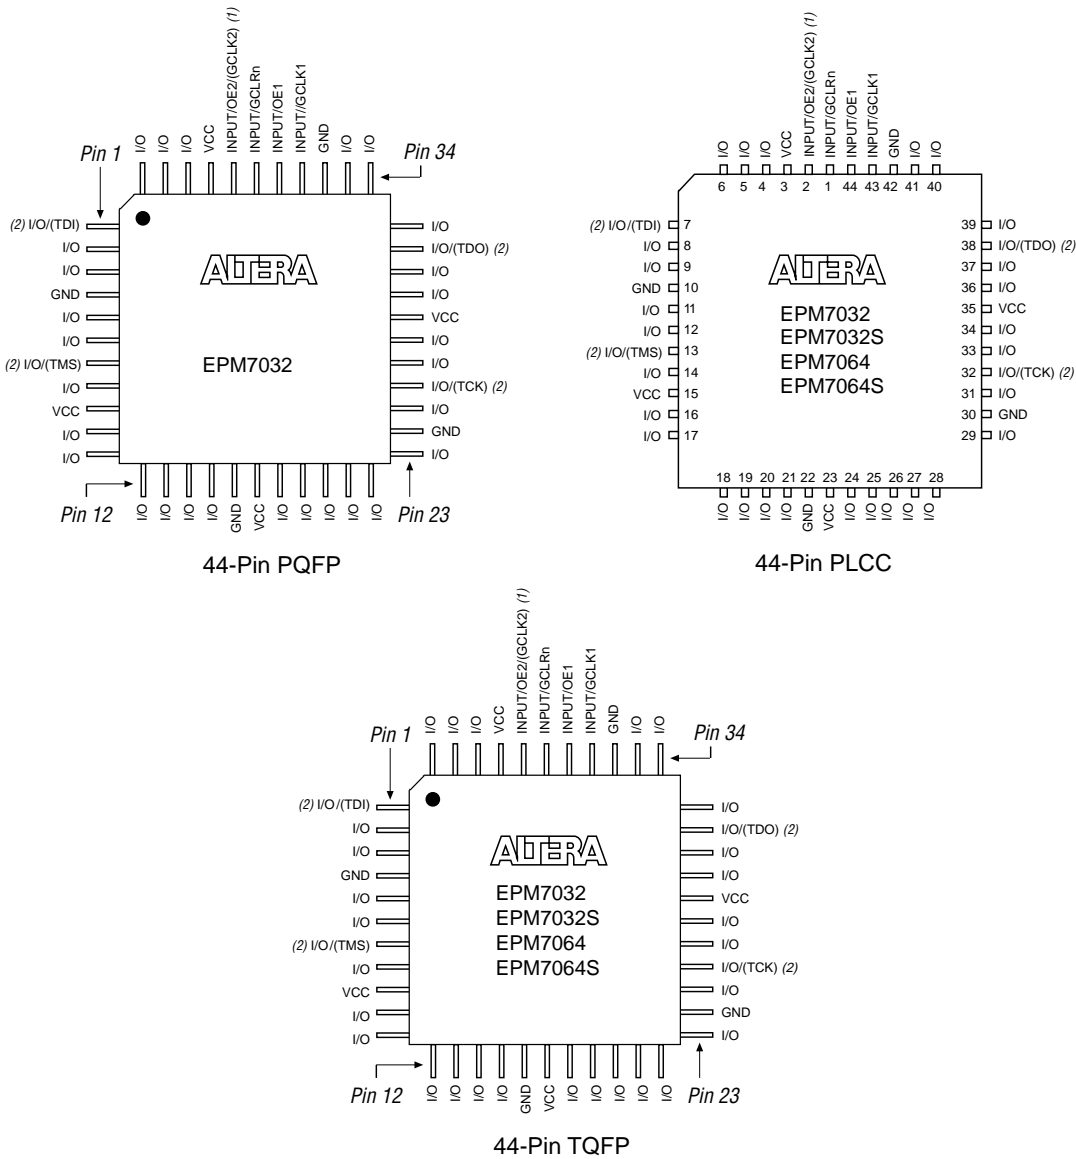 I/O
I/O
I/O
VCC
INPUT/OE2/(GCLK2) (1)
INPUT/GCLRn
INPUT/OE1
INPUT//GCLK1
GND
I/O
I/O
Pin 1
Pin 34
(2) I/O/(TDI)
I/O
I/O
GND
I/O
I/O
(2) I/O/(TMS)
I/O
VCC
I/O
I/O
ALTERA
EPM7032
I/O
I/O/(TDO) (2)
I/O
I/O
VCC
I/O
I/O
I/O/(TCK) (2)
I/O
GND
I/O
Pin 12
Pin 23
I/O
I/O
I/O
I/O
GND
VCC
I/O
I/O
I/O
I/O
I/O
44-Pin PQFP
I/O
I/O
I/O
VCC
INPUT/OE2/(GCLK2) (1)
INPUT/GCLRn
INPUT/OE1
INPUT/GCLK1
GND
I/O
I/O
6 5 4 3 2 1 44 43 42 41 40
(2) I/O/(TDI) 7
I/O 8
I/O 9
GND 10
I/O 11
I/O 12
(2) I/O/(TMS) 13
I/O 14
VCC 15
I/O 16
I/O 17
ALTERA
EPM7032
EPM7032S
EPM7064
EPM7064S
39 I/O
38 I/O/(TDO) (2)
37 I/O
36 I/O
35 VCC
34 I/O
33 I/O
32 I/O/(TCK) (2)
31 I/O
30 GND
29 I/O
18 19 20 21 22 23 24 25 26 27 28
I/O
I/O
I/O
I/O
GND
VCC
I/O
I/O
I/O
I/O
I/O
44-Pin PLCC
I/O
I/O
I/O
VCC
INPUT/OE2/(GCLK2) (1)
INPUT/GCLRn
INPUT/OE1
INPUT/GCLK1
GND
I/O
I/O
Pin 1
Pin 34
(2) I/O/(TDI)
I/O
I/O
GND
I/O
I/O
(2) I/O/(TMS)
I/O
VCC
I/O
I/O
ALTERA
EPM7032
EPM7032S
EPM7064
EPM7064S
I/O
I/O/(TDO) (2)
I/O
I/O
VCC
I/O
I/O
I/O/(TCK) (2)
I/O
GND
I/O
Pin 12
Pin 23
I/O
I/O
I/O
I/O
GND
VCC
I/O
I/O
I/O
I/O
I/O
44-Pin TQFP